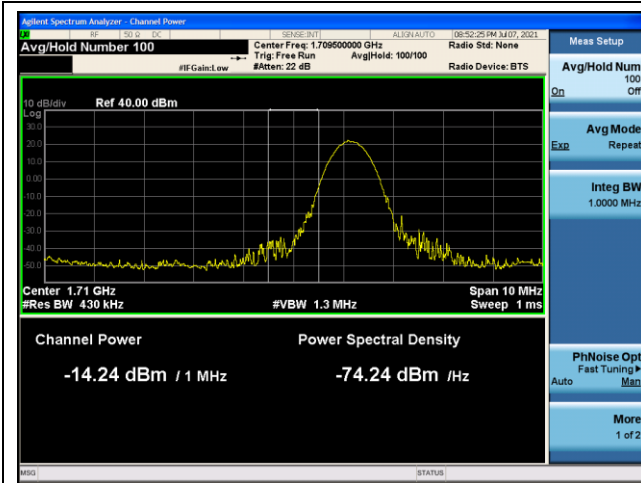 Agilent Spectrum Analyzer - Channel Power
RF 50 Ω DC SENSE:INT ALIGNAUTO 08:52:25 PM Jul 07, 2021
Avg/Hold Number 100
Center Freq: 1.709500000 GHz
Radio Std: None
Trig: Free Run Avg|Hold: 100/100
#IFGain:Low #Atten: 22 dB Radio Device: BTS
10 dB/div Ref 40.00 dBm
Log
30.0
20.0
10.0
0.00
-10.0
-20.0
-30.0
-40.0
-50.0
Center 1.71 GHz Span 10 MHz
#Res BW 430 kHz #VBW 1.3 MHz Sweep 1 ms
Channel Power Power Spectral Density
-14.24 dBm / 1 MHz -74.24 dBm /Hz
MSG STATUS
Meas Setup
Avg/Hold Num
100
On Off
Avg Mode
Exp Repeat
Integ BW
1.0000 MHz
PhNoise Opt
Fast Tuning
Auto Man
More
1 of 2